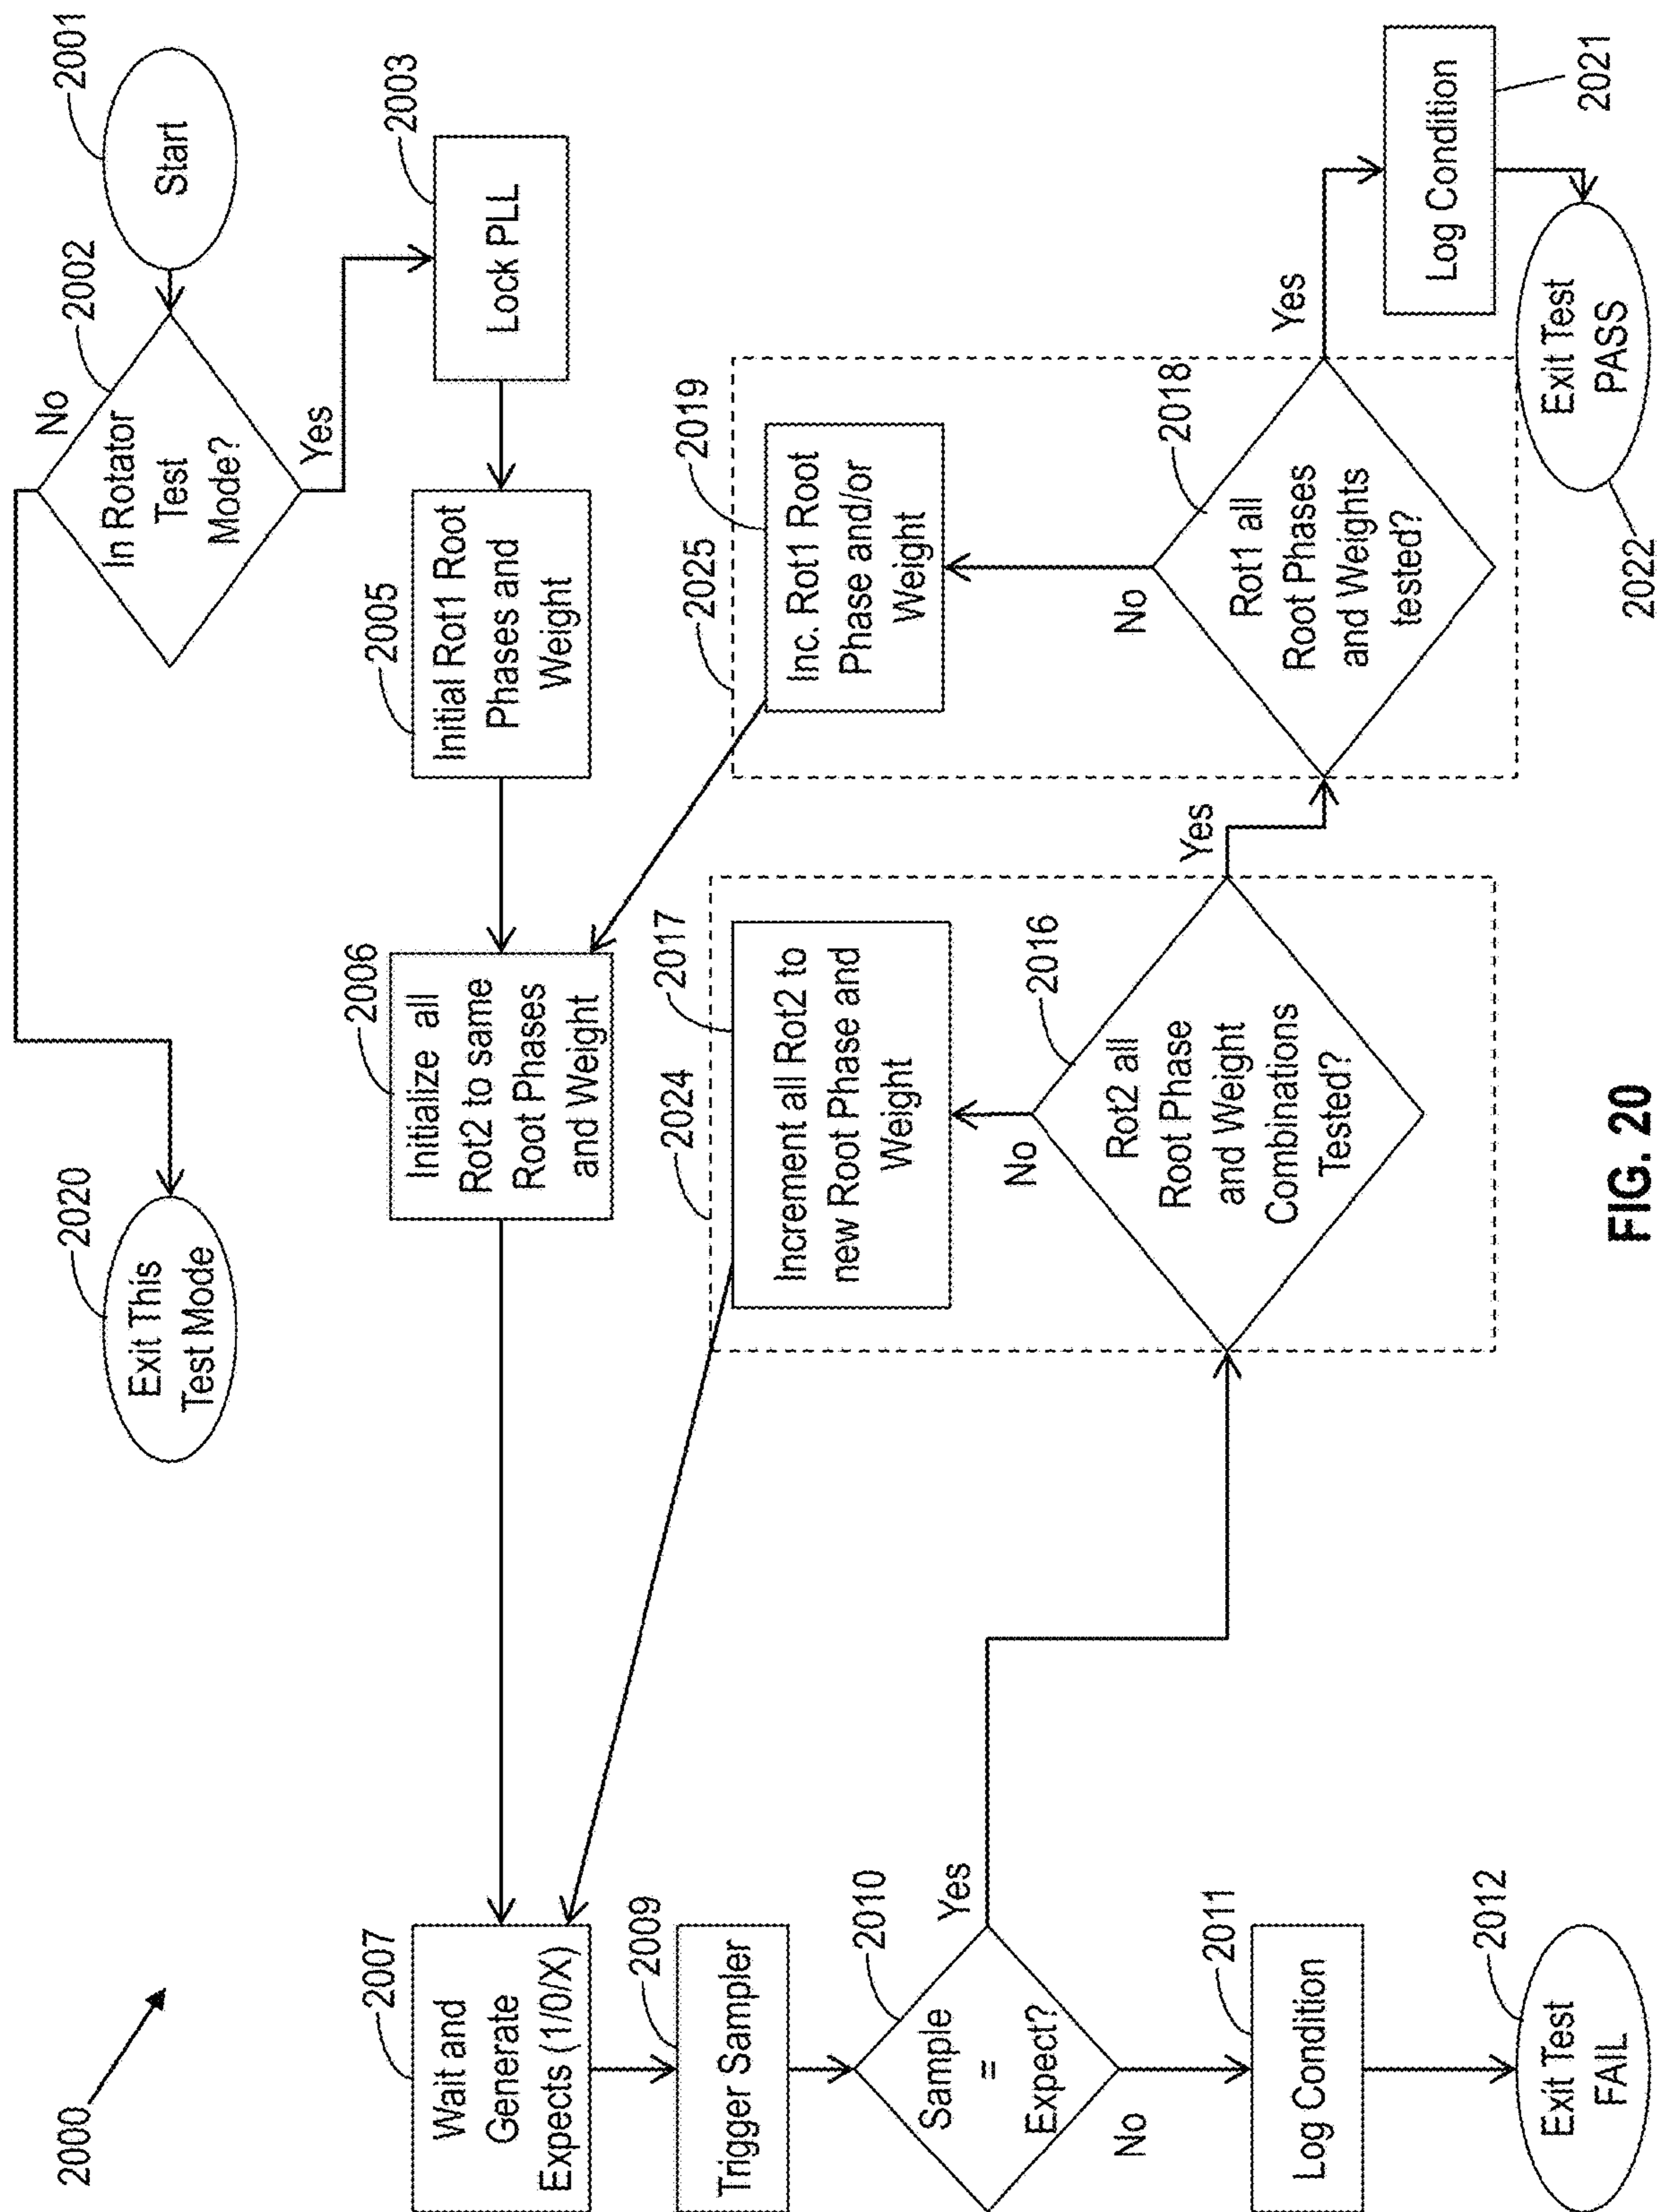 2000
2001
Start
2002
In Rotator
Test
Mode?
No
Yes
2020
Exit This
Test Mode
2003
Lock PLL
2005
Initial Rot1 Root
Phases and
Weight
2006
Initialize all
Rot2 to same
Root Phases
and Weight
2007
Wait and
Generate
Expects (1/0/X)
2009
Trigger Sampler
2010
Sample
=
Expect?
Yes
No
2011
Log Condition
2012
Exit Test
FAIL
2024
2017
Increment all Rot2 to
new Root Phase and
Weight
No
2016
Rot2 all
Root Phase
and Weight
Combinations
Tested?
Yes
2025
2019
Inc. Rot1 Root
Phase and/or
Weight
No
2018
Rot1 all
Root Phases
and Weights
tested?
Yes
Log Condition
2021
Exit Test
PASS
2022
FIG. 20